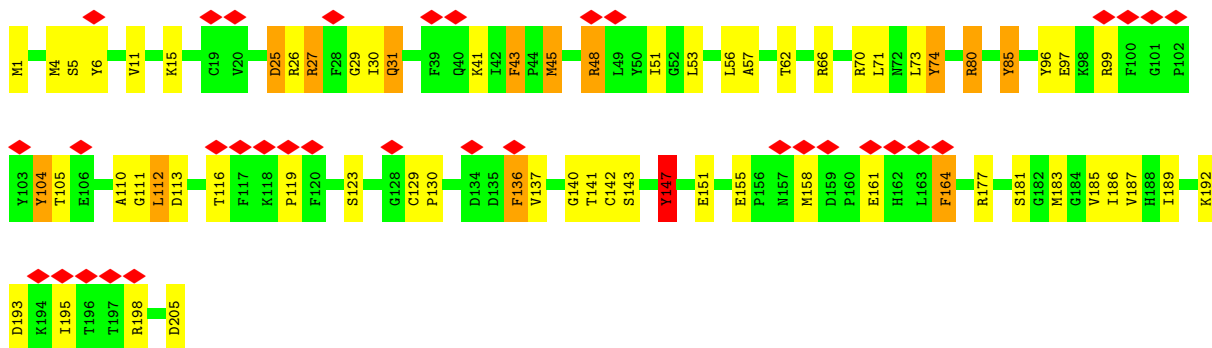 M1 M4 S5 Y6 V11 K15 C19 V20 D25 R26 R27 F28 G29 I30 Q31 F39 Q40 K41 I42 F43 P44 M45 R48 L49 Y50 I51 G52 L53 L56 A57 T62 R66 R70 L71 N72 L73 Y74 R80 Y85 Y96 E97 K98 R99 F100 G101 P102
Y103 Y104 T105 E106 A110 G111 L112 D113 T116 F117 K118 P119 F120 S123 G128 C129 P130 D134 D135 F136 V137 G140 T141 C142 S143 Y147 E151 E155 P156 N157 M158 D159 P160 E161 H162 L163 F164 R177 S181 G182 M183 G184 V185 I186 V187 H188 I189 K192
D193 K194 I195 T196 T197 R198 D205